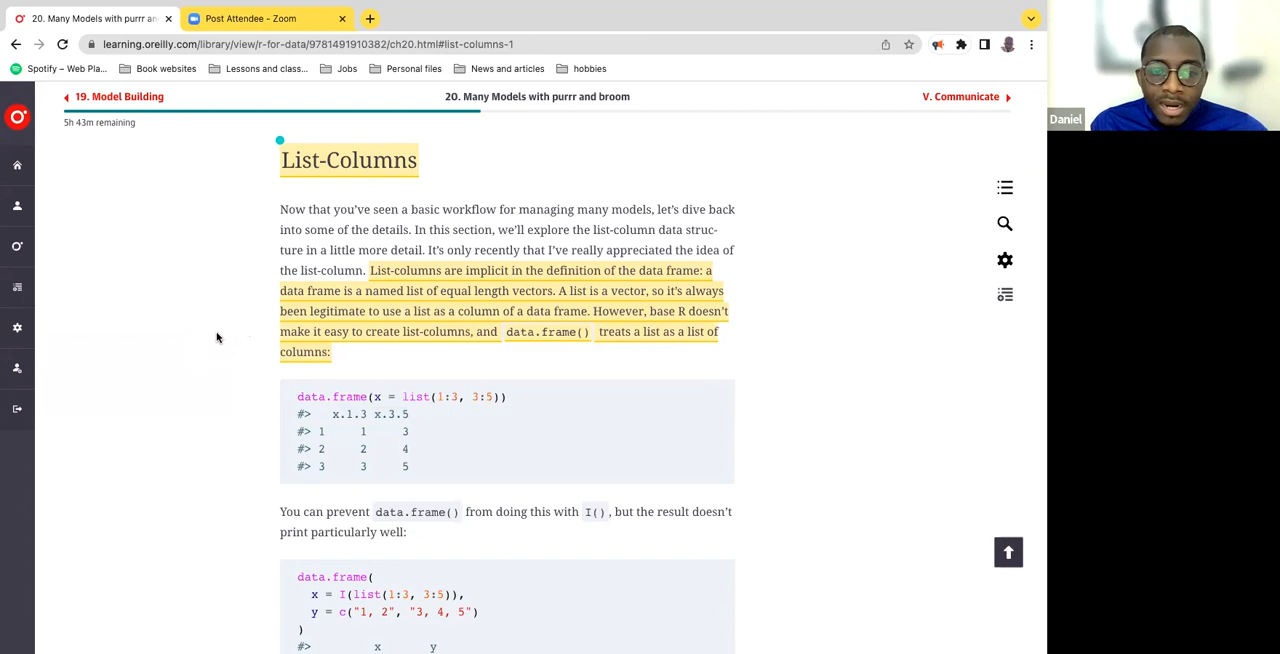 20. Many Models with purrr and
Post Attendee - Zoom
learning.oreilly.com/library/view/r-for-data/9781491910382/ch20.html#list-columns-1
Spotify – Web Pla...
Book websites
Lessons and class...
Jobs
Personal files
News and articles
hobbies
19. Model Building
20. Many Models with purrr and broom
V. Communicate
5h 43m remaining
Daniel
List-Columns
Now that you’ve seen a basic workflow for managing many models, let’s dive back
into some of the details. In this section, we’ll explore the list-column data struc-
ture in a little more detail. It’s only recently that I’ve really appreciated the idea of
the list-column. List-columns are implicit in the definition of the data frame: a
data frame is a named list of equal length vectors. A list is a vector, so it’s always
been legitimate to use a list as a column of a data frame. However, base R doesn’t
make it easy to create list-columns, and data.frame() treats a list as a list of
columns:
data.frame(x = list(1:3, 3:5))
#> x.1.3 x.3.5
#> 1 1 3
#> 2 2 4
#> 3 3 5
You can prevent data.frame() from doing this with I(), but the result doesn’t
print particularly well:
data.frame(
x = I(list(1:3, 3:5)),
y = c("1, 2", "3, 4, 5")
)
#> x y